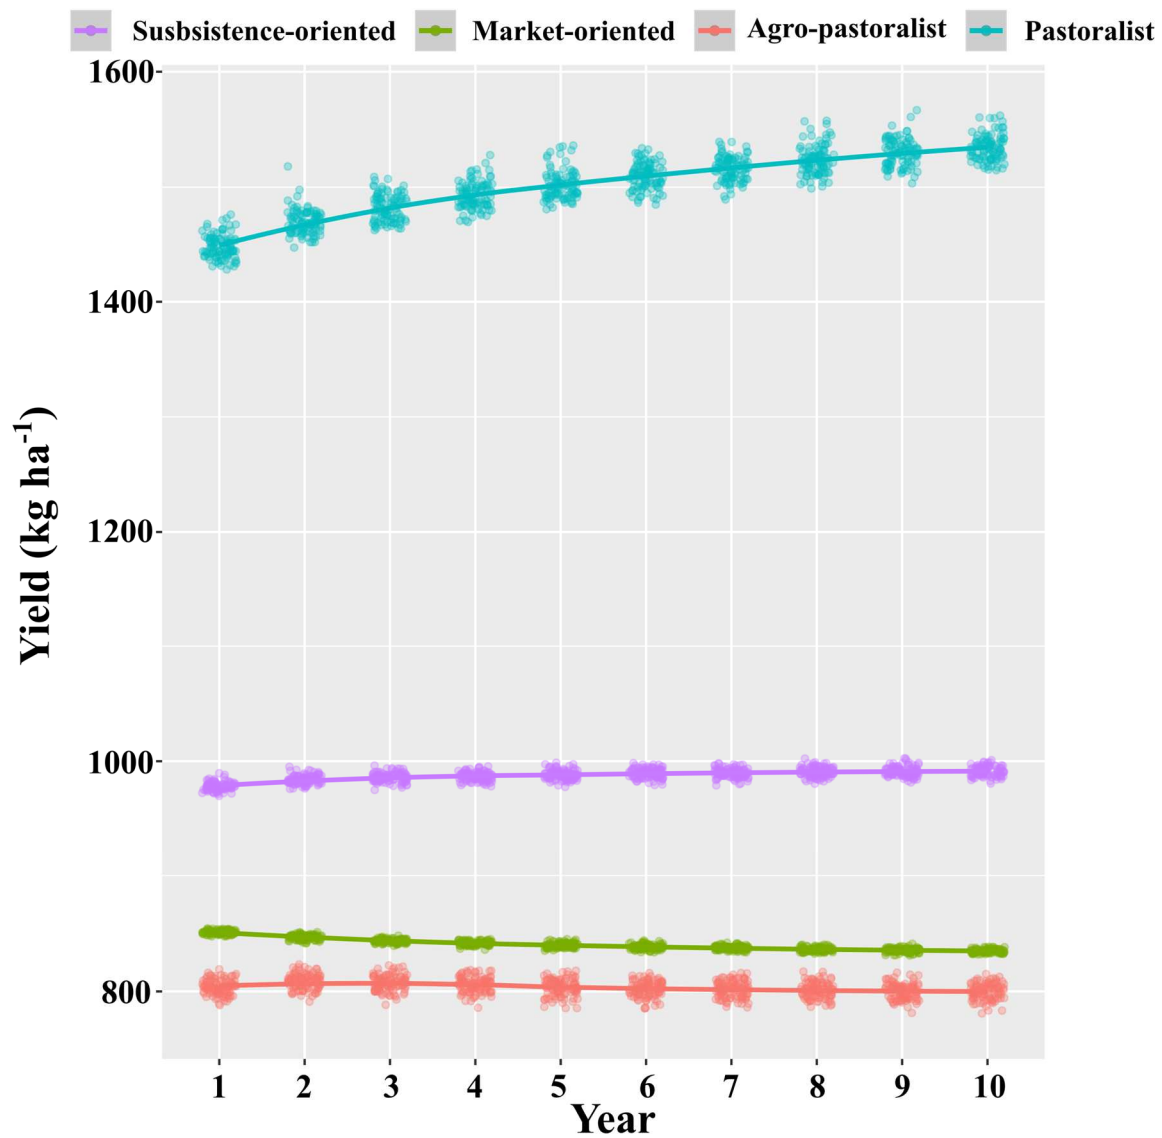 Susbsistence-oriented Market-oriented Agro-pastoralist Pastoralist
1600
1400
1200
1000
800
Yield (kg ha⁻¹)
1 2 3 4 5 6 7 8 9 10
Year